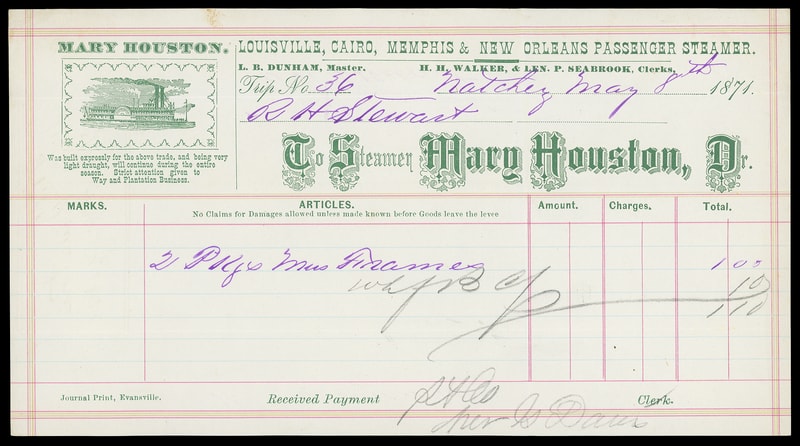 MARY HOUSTON.
LOUISVILLE, CAIRO, MEMPHIS & NEW ORLEANS PASSENGER STEAMER.
L. B. DUNHAM, Master. H. H. WALKER, & LEN. P. SEABROOK, Clerks.
Trip No. 36 Natchez May 8th 1871.
R H Stewart
To Steamer Mary Houston, Dr.
Was built expressly for the above trade, and being very
light draught, will continue during the entire
season. Strict attention given to
Way and Plantation Business.
MARKS. ARTICLES. Amount. Charges. Total.
No Claims for Damages allowed unless made known before Goods leave the levee
2 Pkgs Frames 1 00
10
1 10
Journal Print, Evansville. Received Payment Clerk.